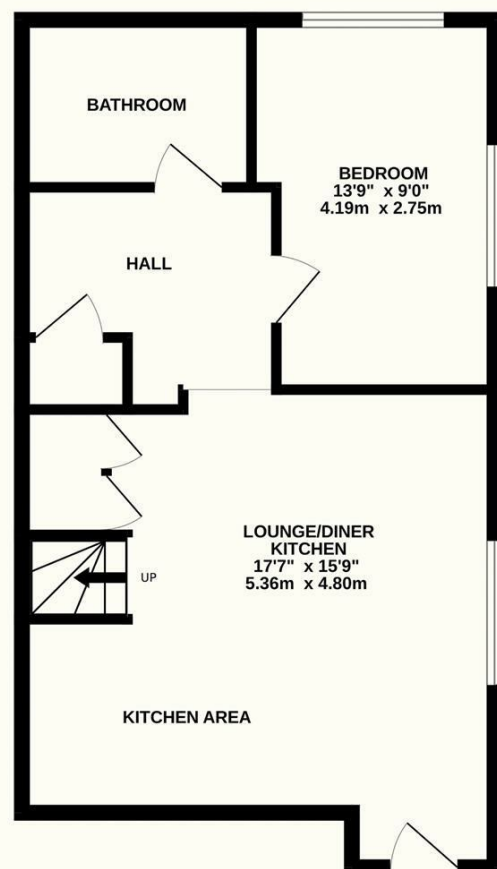 BATHROOM
BEDROOM
13'9" x 9'0"
4.19m x 2.75m
HALL
LOUNGE/DINER
KITCHEN
17'7" x 15'9"
5.36m x 4.80m
UP
KITCHEN AREA